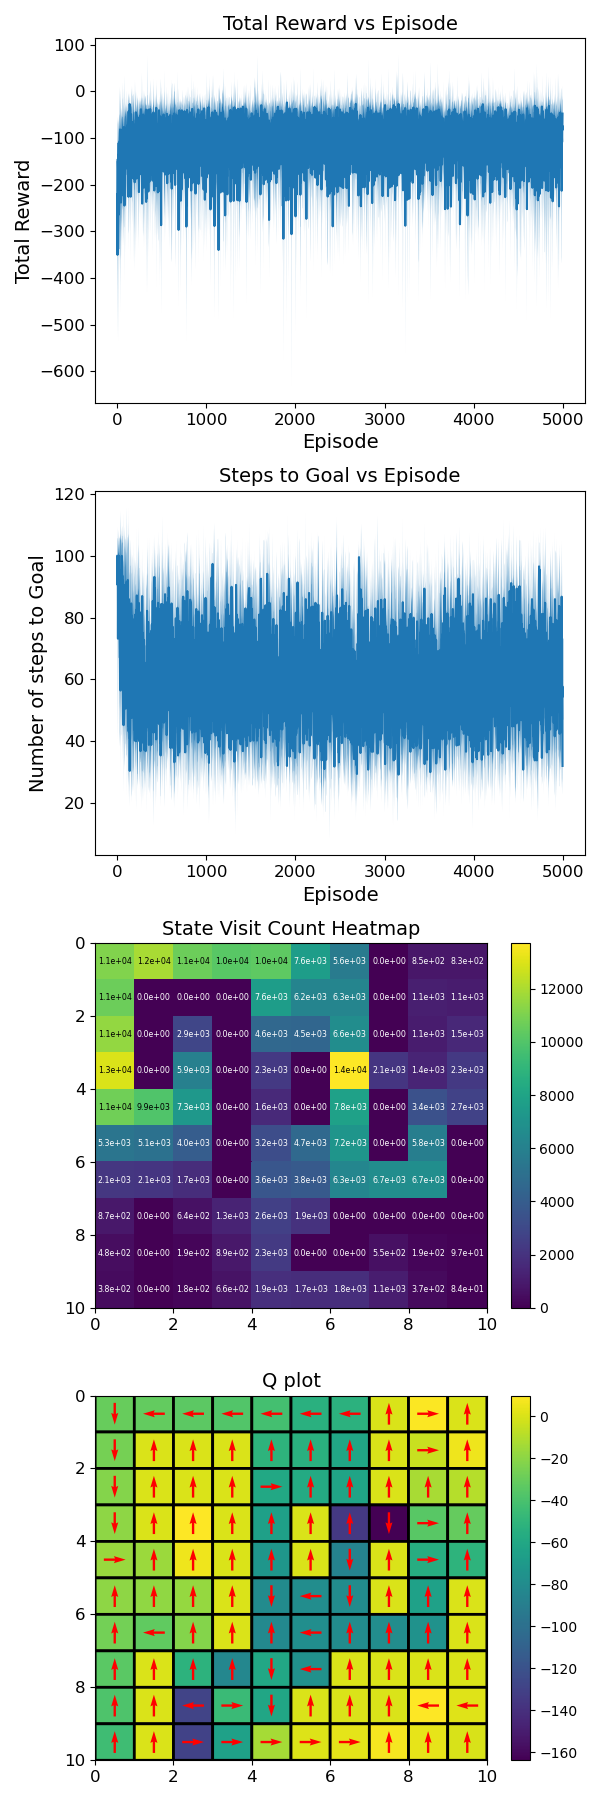 Total Reward vs Episode
100
0
−100
−200
−300
−400
−500
−600
Total Reward
0 1000 2000 3000 4000 5000
Episode
Steps to Goal vs Episode
120
100
80
60
40
20
Number of steps to Goal
0 1000 2000 3000 4000 5000
Episode
State Visit Count Heatmap
0
2
4
6
8
10
1.1e+04 1.2e+04 1.1e+04 1.0e+04 1.0e+04 7.6e+03 5.6e+03 0.0e+00 8.5e+02 8.3e+02
1.1e+04 0.0e+00 0.0e+00 0.0e+00 7.6e+03 6.2e+03 6.3e+03 0.0e+00 1.1e+03 1.1e+03
1.1e+04 0.0e+00 2.9e+03 0.0e+00 4.6e+03 4.5e+03 6.6e+03 0.0e+00 1.1e+03 1.5e+03
1.3e+04 0.0e+00 5.9e+03 0.0e+00 2.3e+03 0.0e+00 1.4e+04 2.1e+03 1.4e+03 2.3e+03
1.1e+04 9.9e+03 7.3e+03 0.0e+00 1.6e+03 0.0e+00 7.8e+03 0.0e+00 3.4e+03 2.7e+03
5.3e+03 5.1e+03 4.0e+03 0.0e+00 3.2e+03 4.7e+03 7.2e+03 0.0e+00 5.8e+03 0.0e+00
2.1e+03 2.1e+03 1.7e+03 0.0e+00 3.6e+03 3.8e+03 6.3e+03 6.7e+03 6.7e+03 0.0e+00
8.7e+02 0.0e+00 6.4e+02 1.3e+03 2.6e+03 1.9e+03 0.0e+00 0.0e+00 0.0e+00 0.0e+00
4.8e+02 0.0e+00 1.9e+02 8.9e+02 2.3e+03 0.0e+00 0.0e+00 5.5e+02 1.9e+02 9.7e+01
3.8e+02 0.0e+00 1.8e+02 6.6e+02 1.9e+03 1.7e+03 1.8e+03 1.1e+03 3.7e+02 8.4e+01
0 2 4 6 8 10
12000
10000
8000
6000
4000
2000
0
Q plot
0
2
4
6
8
10
0 2 4 6 8 10
0
−20
−40
−60
−80
−100
−120
−140
−160